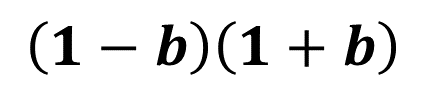 (1 − b)(1 + b)